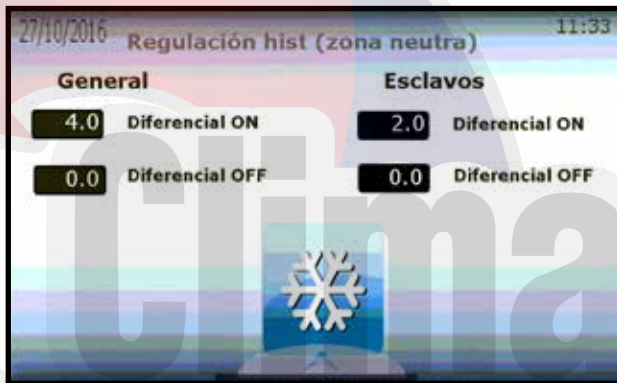 27/10/2016 11:33
Regulación hist (zona neutra)
General Esclavos
4.0 Diferencial ON 2.0 Diferencial ON
0.0 Diferencial OFF 0.0 Diferencial OFF
Clima